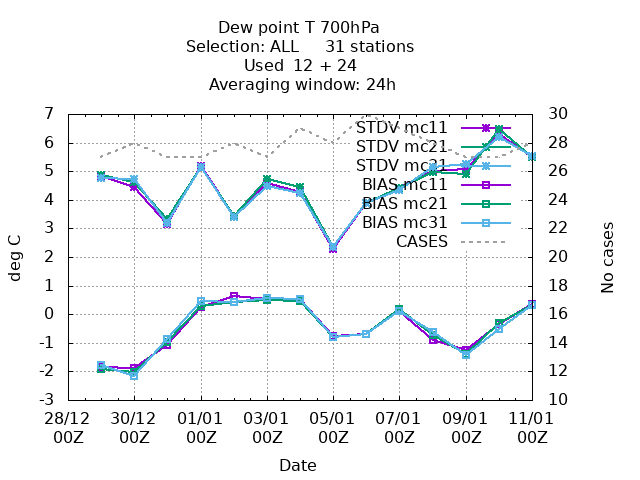 Dew point T 700hPa
Selection: ALL 31 stations
Used 12 + 24
Averaging window: 24h
deg C
No cases
7
6
5
4
3
2
1
0
-1
-2
-3
30
28
26
24
22
20
18
16
14
12
10
STDV mc11
STDV mc21
STDV mc31
BIAS mc11
BIAS mc21
BIAS mc31
CASES
28/12 30/12 01/01 03/01 05/01 07/01 09/01 11/01
00Z 00Z 00Z 00Z 00Z 00Z 00Z 00Z
Date